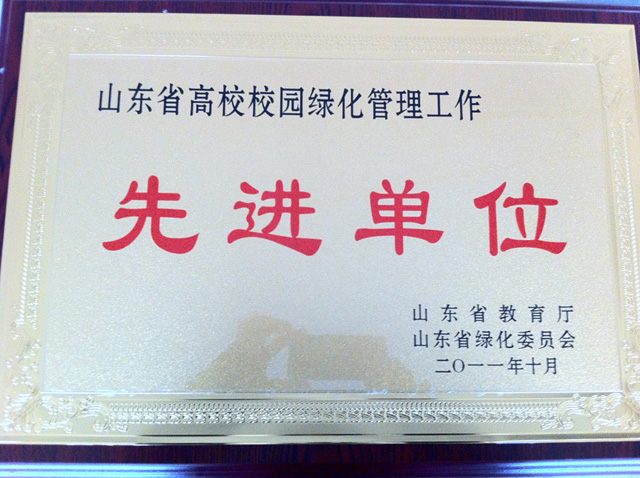 山东省高校校园绿化管理工作
先进单位
山东省教育厅
山东省绿化委员会
二〇一一年十月